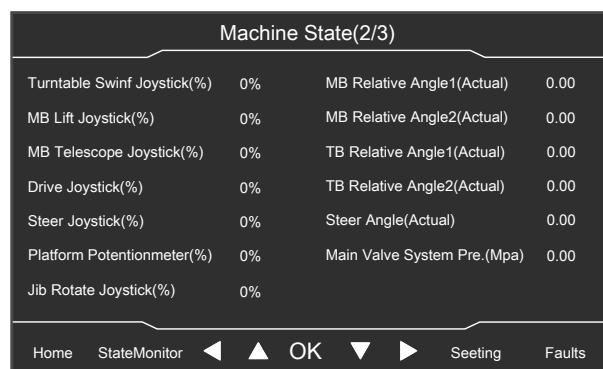 Machine State(2/3)
Turntable Swinf Joystick(%) 0% MB Relative Angle1(Actual) 0.00
MB Lift Joystick(%) 0% MB Relative Angle2(Actual) 0.00
MB Telescope Joystick(%) 0% TB Relative Angle1(Actual) 0.00
Drive Joystick(%) 0% TB Relative Angle2(Actual) 0.00
Steer Joystick(%) 0% Steer Angle(Actual) 0.00
Platform Potentionmeter(%) 0% Main Valve System Pre.(Mpa) 0.00
Jib Rotate Joystick(%) 0%
Home StateMonitor OK Seeting Faults